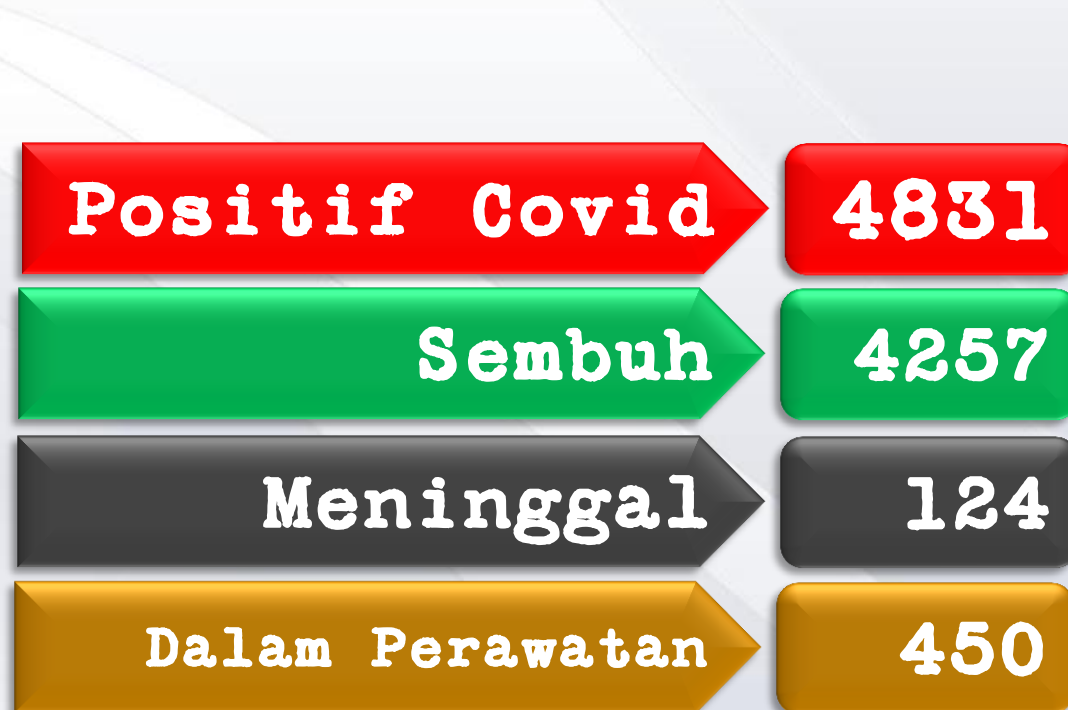 Positif Covid 4831
Sembuh 4257
Meninggal 124
Dalam Perawatan 450